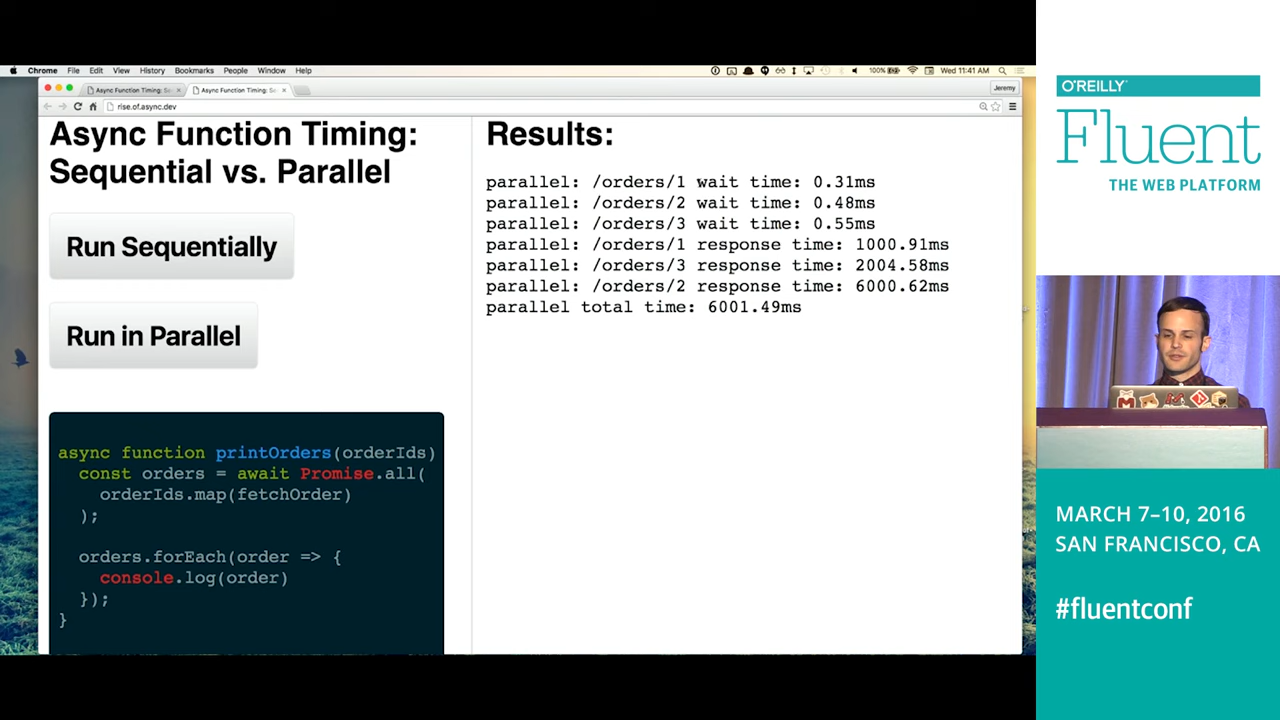 Chrome File Edit View History Bookmarks People Window Help
100% Wed 11:41 AM
Async Function Timing: Se
Async Function Timing: Se
Jeremy
rise.of.async.dev
Async Function Timing:
Sequential vs. Parallel
Run Sequentially
Run in Parallel
async function printOrders(orderIds)
const orders = await Promise.all(
orderIds.map(fetchOrder)
);
orders.forEach(order => {
console.log(order)
});
}
Results:
parallel: /orders/1 wait time: 0.31ms
parallel: /orders/2 wait time: 0.48ms
parallel: /orders/3 wait time: 0.55ms
parallel: /orders/1 response time: 1000.91ms
parallel: /orders/3 response time: 2004.58ms
parallel: /orders/2 response time: 6000.62ms
parallel total time: 6001.49ms
O'REILLY®
Fluent
THE WEB PLATFORM
MARCH 7–10, 2016
SAN FRANCISCO, CA
#fluentconf